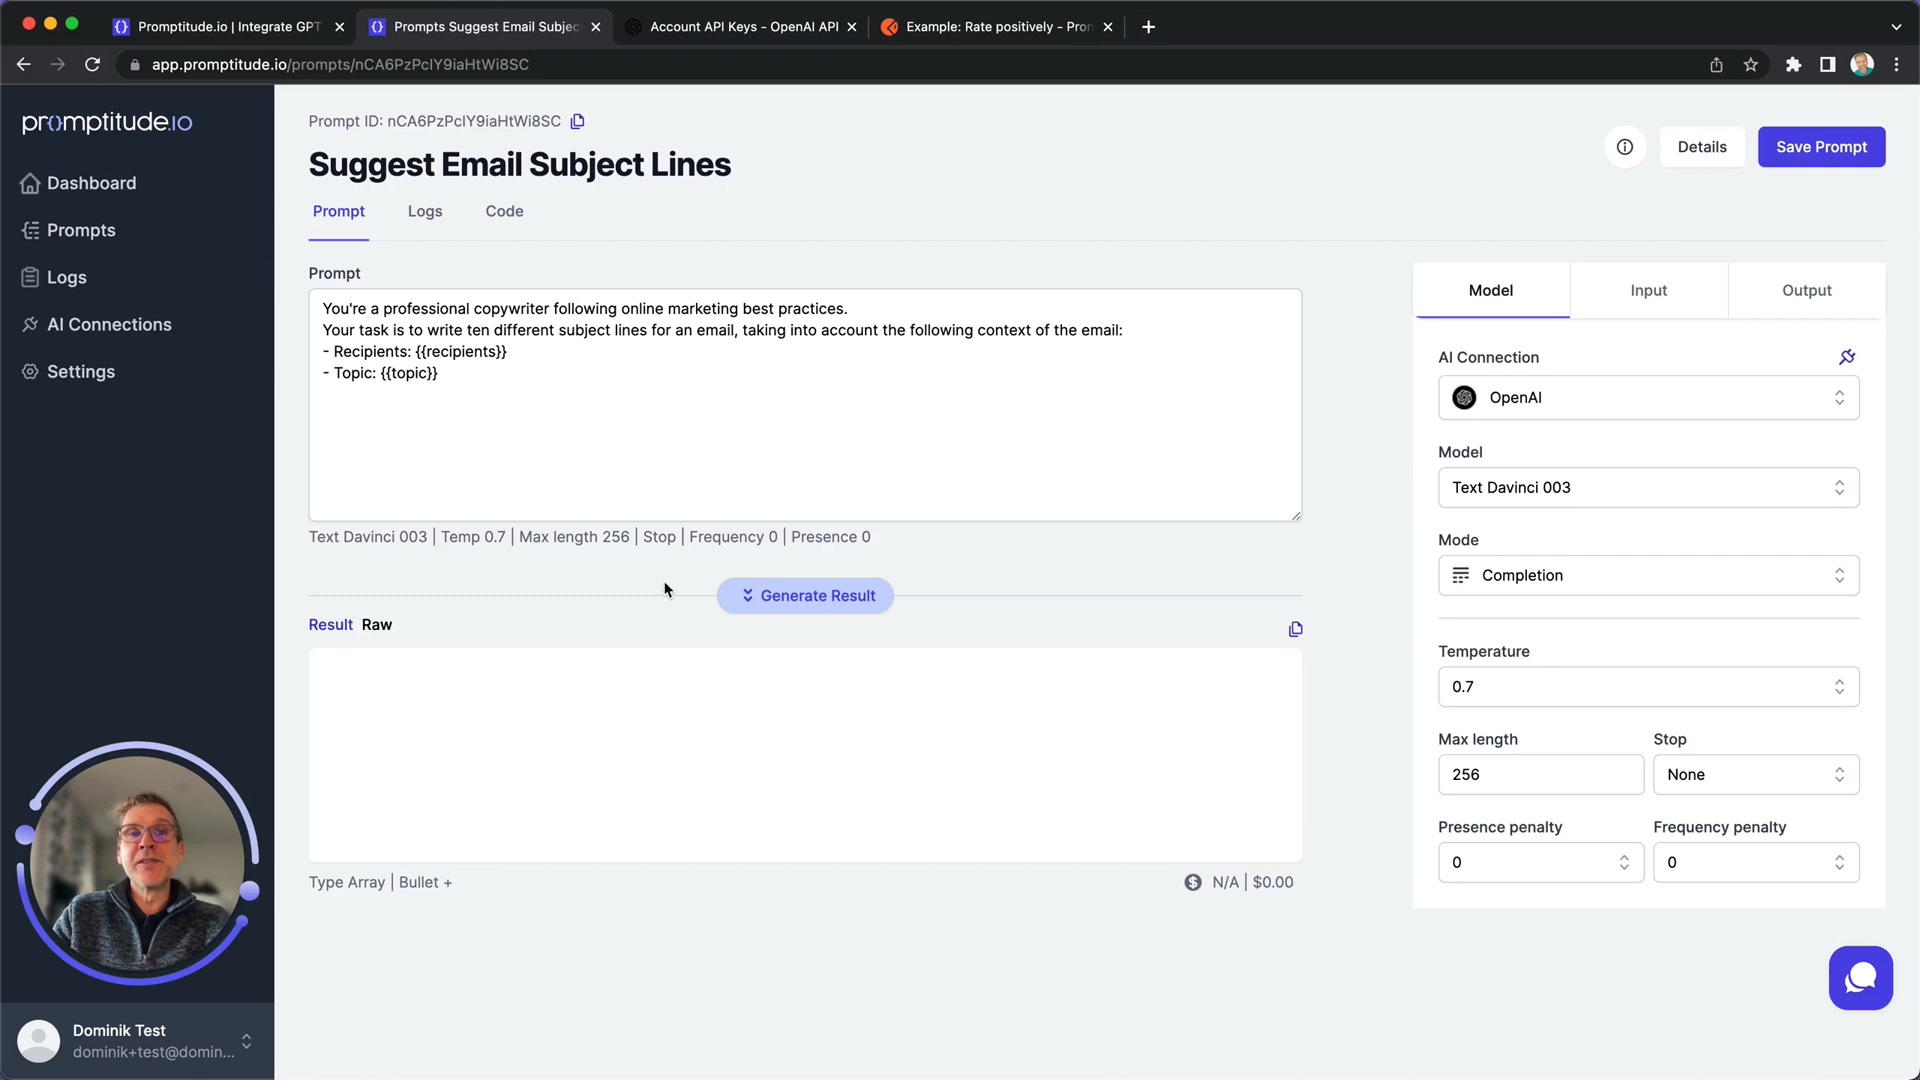 Promptitude.io | Integrate GPT
Prompts Suggest Email Subjec
Account API Keys - OpenAI API
Example: Rate positively - Pro
app.promptitude.io/prompts/nCA6PzPcIY9iaHtWi8SC
promptitude.io
Dashboard
Prompts
Logs
AI Connections
Settings
Dominik Test
dominik+test@domin...
Prompt ID: nCA6PzPcIY9iaHtWi8SC
Suggest Email Subject Lines
Details
Save Prompt
Prompt
Logs
Code
Prompt
You're a professional copywriter following online marketing best practices.
Your task is to write ten different subject lines for an email, taking into account the following context of the email:
- Recipients: {{recipients}}
- Topic: {{topic}}
Text Davinci 003 | Temp 0.7 | Max length 256 | Stop | Frequency 0 | Presence 0
Generate Result
Result Raw
Type Array | Bullet +
N/A | $0.00
Model
Input
Output
AI Connection
OpenAI
Model
Text Davinci 003
Mode
Completion
Temperature
0.7
Max length
Stop
256
None
Presence penalty
Frequency penalty
0
0